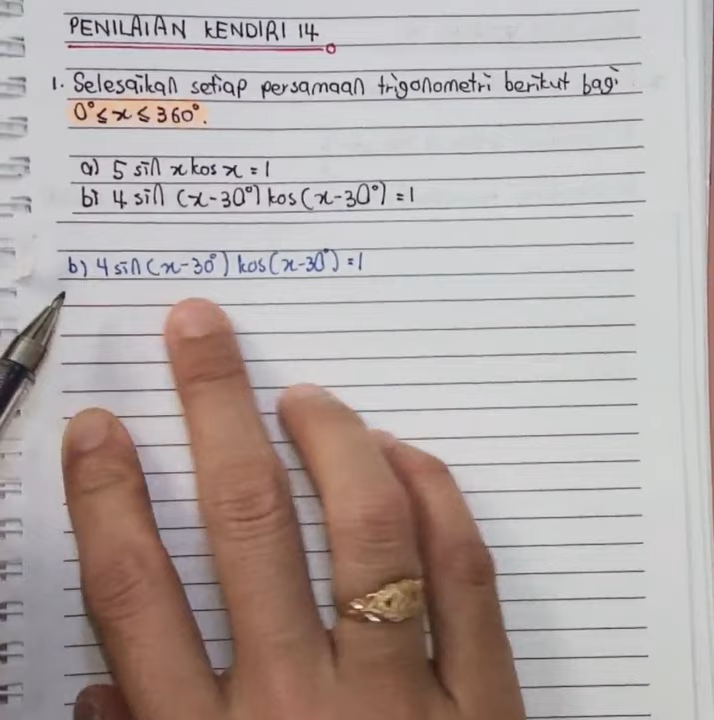 PENILAIAN KENDIRI 14
1. Selesaikan setiap persamaan trigonometri berikut bagi
0° ≤ x ≤ 360°.
a) 5 sin x kos x = 1
b) 4 sin (x-30°) kos (x-30°) = 1
b) 4 sin (x-30°) kos (x-30°) = 1